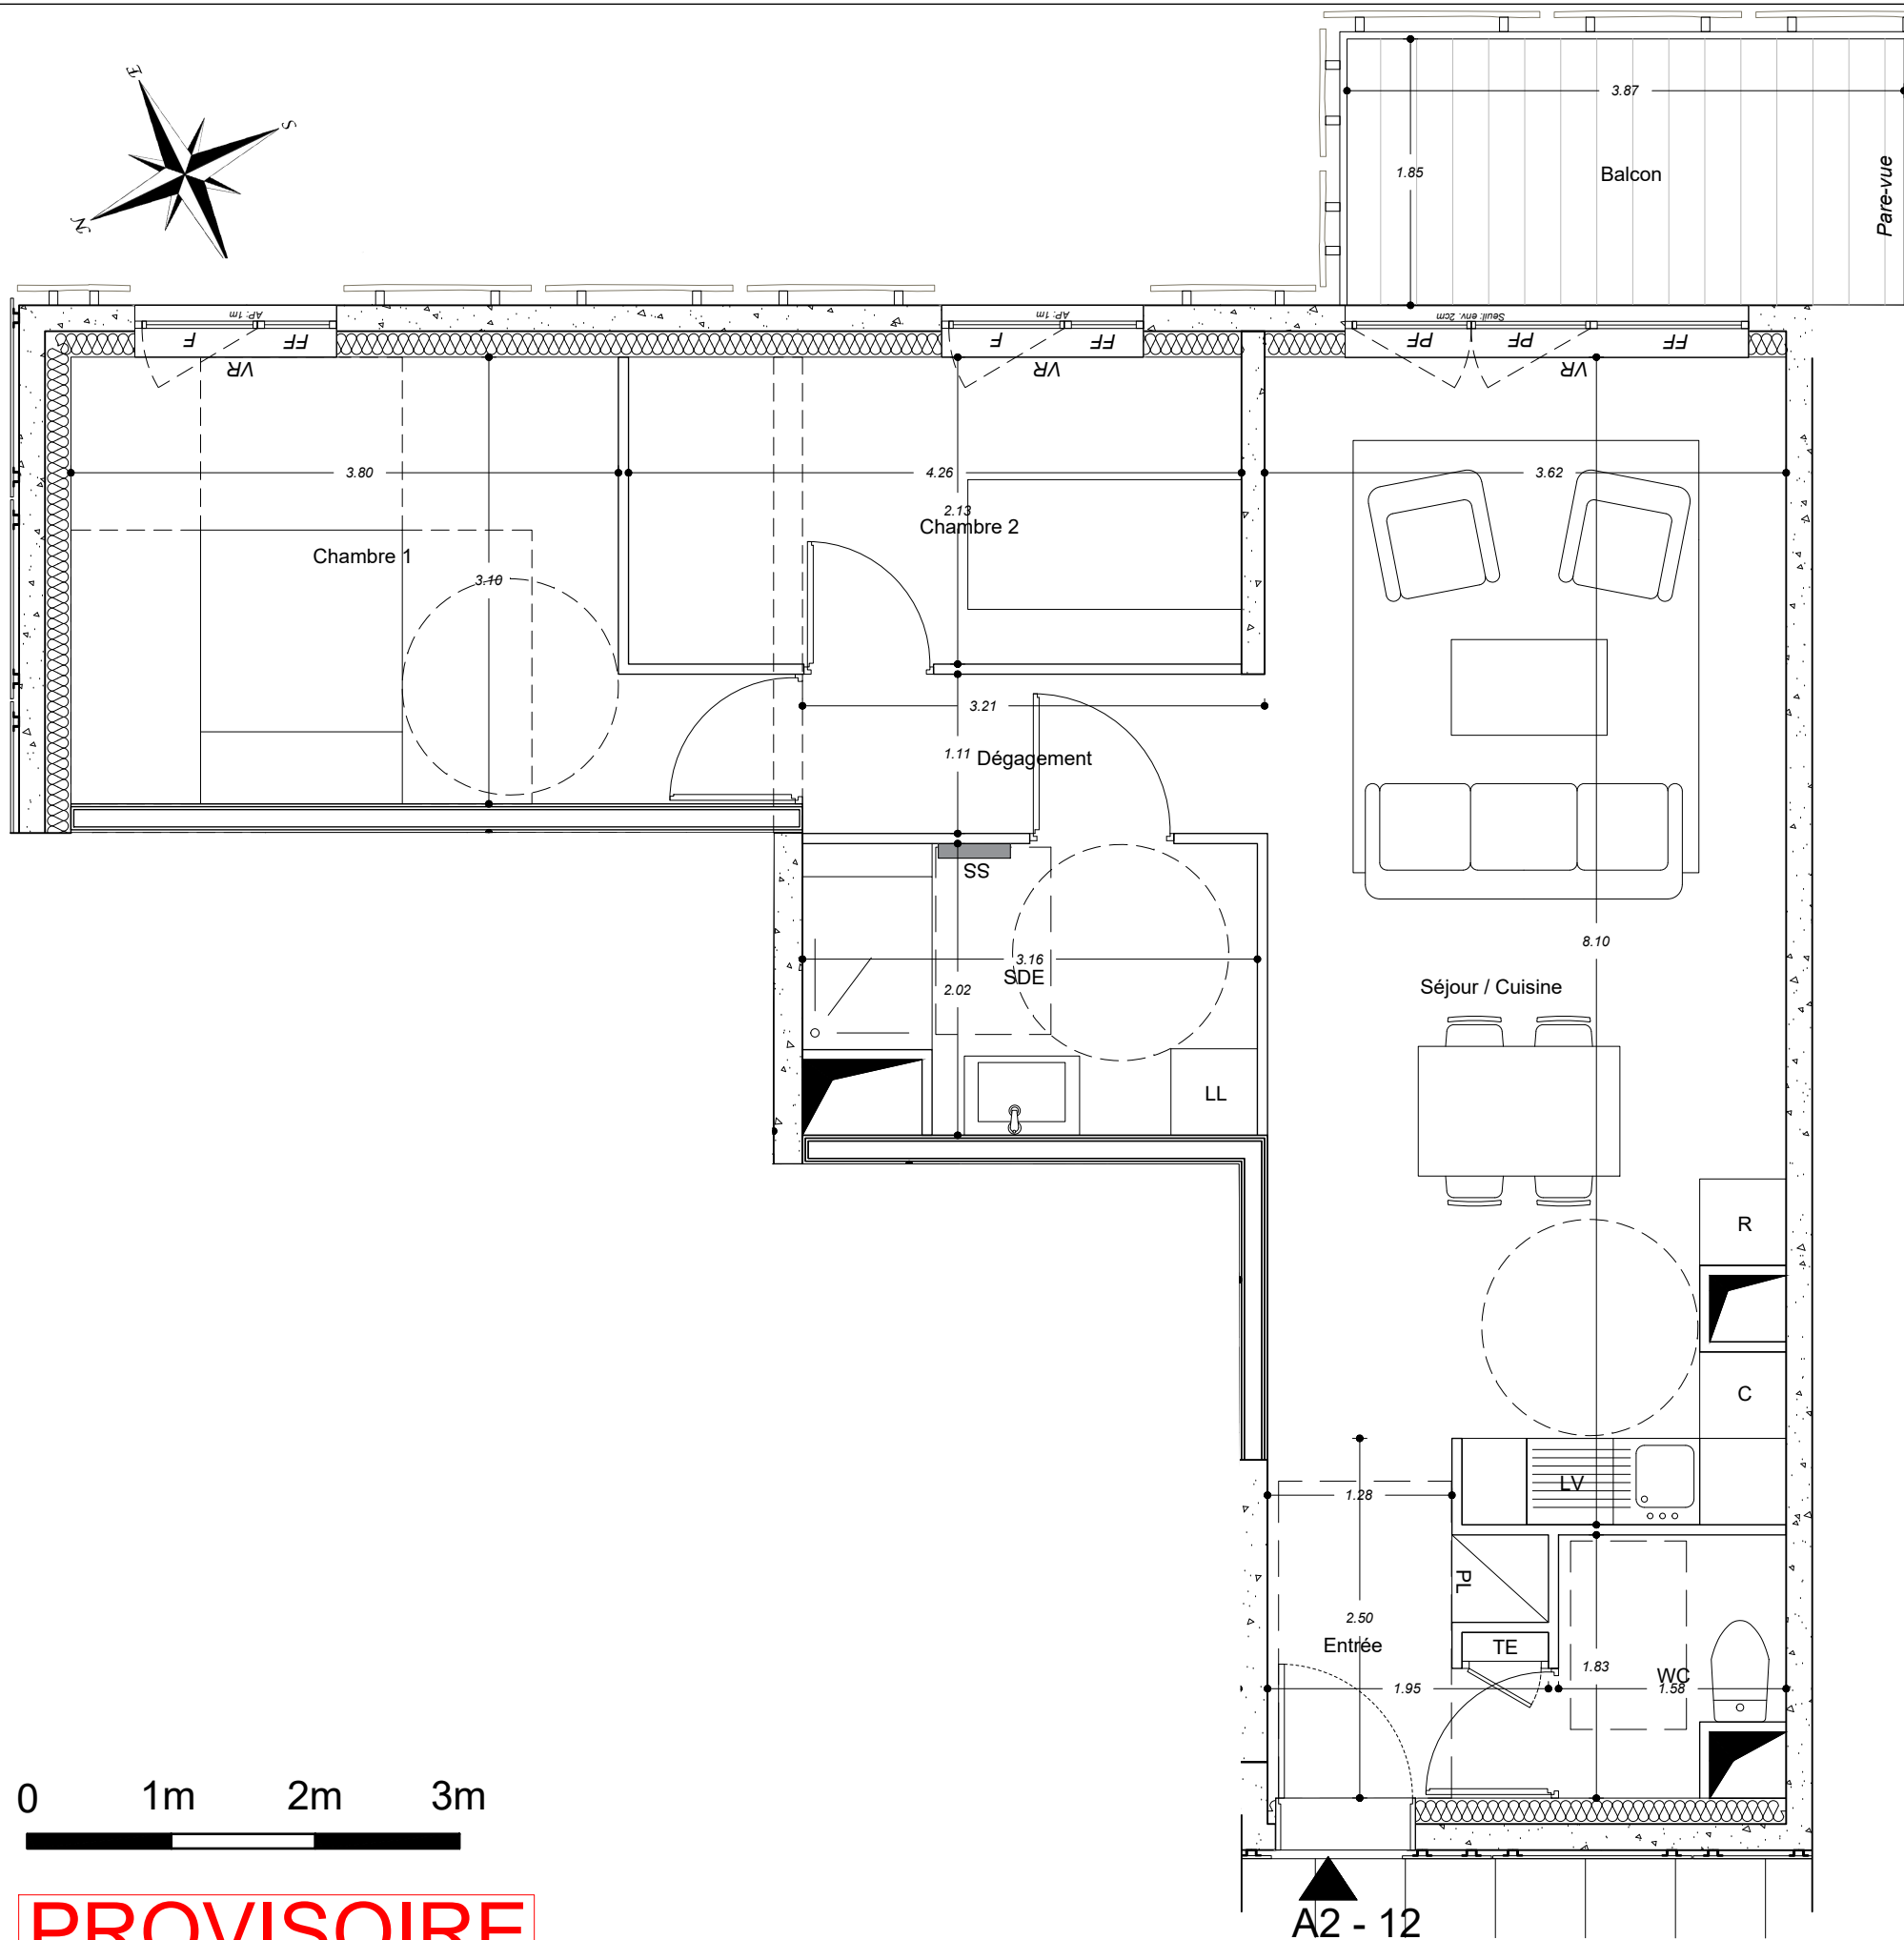 E
S
N
3.87
1.85
Balcon
Pare-vue
AP: 1m
AP: 1m
Seuil: env. 2cm
F
FF
F
FF
PF
PF
FF
VR
VR
VR
3.80
4.26
3.62
2.13
Chambre 2
Chambre 1
3.10
3.21
1.11
Dégagement
SS
8.10
3.16
SDE
2.02
Séjour / Cuisine
LL
R
C
LV
1.28
PL
2.50
Entrée
TE
1.83
WC
1.95
1.58
0
1m
2m
3m
PROVISOIRE
A2 - 12